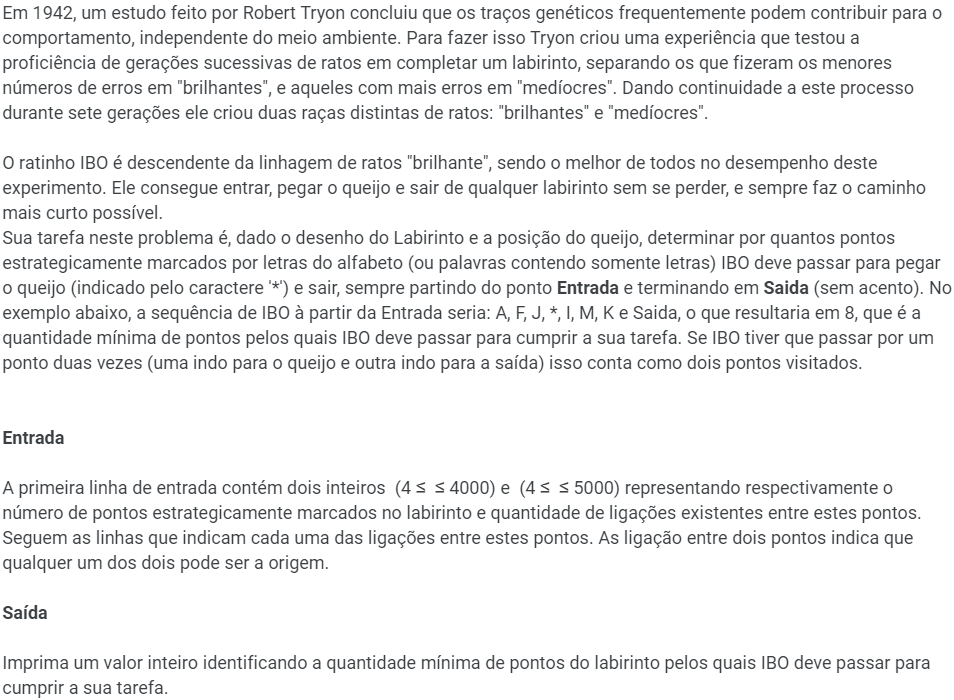 Em 1942, um estudo feito por Robert Tryon concluiu que os traços genéticos frequentemente podem contribuir para o
comportamento, independente do meio ambiente. Para fazer isso Tryon criou uma experiência que testou a
proficiência de gerações sucessivas de ratos em completar um labirinto, separando os que fizeram os menores
números de erros em "brilhantes", e aqueles com mais erros em "medíocres". Dando continuidade a este processo
durante sete gerações ele criou duas raças distintas de ratos: "brilhantes" e "medíocres".
O ratinho IBO é descendente da linhagem de ratos "brilhante", sendo o melhor de todos no desempenho deste
experimento. Ele consegue entrar, pegar o queijo e sair de qualquer labirinto sem se perder, e sempre faz o caminho
mais curto possível.
Sua tarefa neste problema é, dado o desenho do Labirinto e a posição do queijo, determinar por quantos pontos
estrategicamente marcados por letras do alfabeto (ou palavras contendo somente letras) IBO deve passar para pegar
o queijo (indicado pelo caractere '*') e sair, sempre partindo do ponto Entrada e terminando em Saida (sem acento). No
exemplo abaixo, a sequência de IBO à partir da Entrada seria: A, F, J, *, I, M, K e Saida, o que resultaria em 8, que é a
quantidade mínima de pontos pelos quais IBO deve passar para cumprir a sua tarefa. Se IBO tiver que passar por um
ponto duas vezes (uma indo para o queijo e outra indo para a saída) isso conta como dois pontos visitados.
Entrada
A primeira linha de entrada contém dois inteiros (4 ≤ ≤ 4000) e (4 ≤ ≤ 5000) representando respectivamente o
número de pontos estrategicamente marcados no labirinto e quantidade de ligações existentes entre estes pontos.
Seguem as linhas que indicam cada uma das ligações entre estes pontos. As ligação entre dois pontos indica que
qualquer um dos dois pode ser a origem.
Saída
Imprima um valor inteiro identificando a quantidade mínima de pontos do labirinto pelos quais IBO deve passar para
cumprir a sua tarefa.